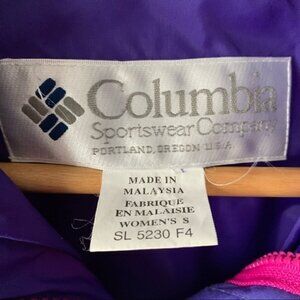 Columbia
Sportswear Company
PORTLAND, OREGON U.S.A.
MADE IN
MALAYSIA
FABRIQUE
EN MALAISIE
WOMEN'S S
SL 5230 F4